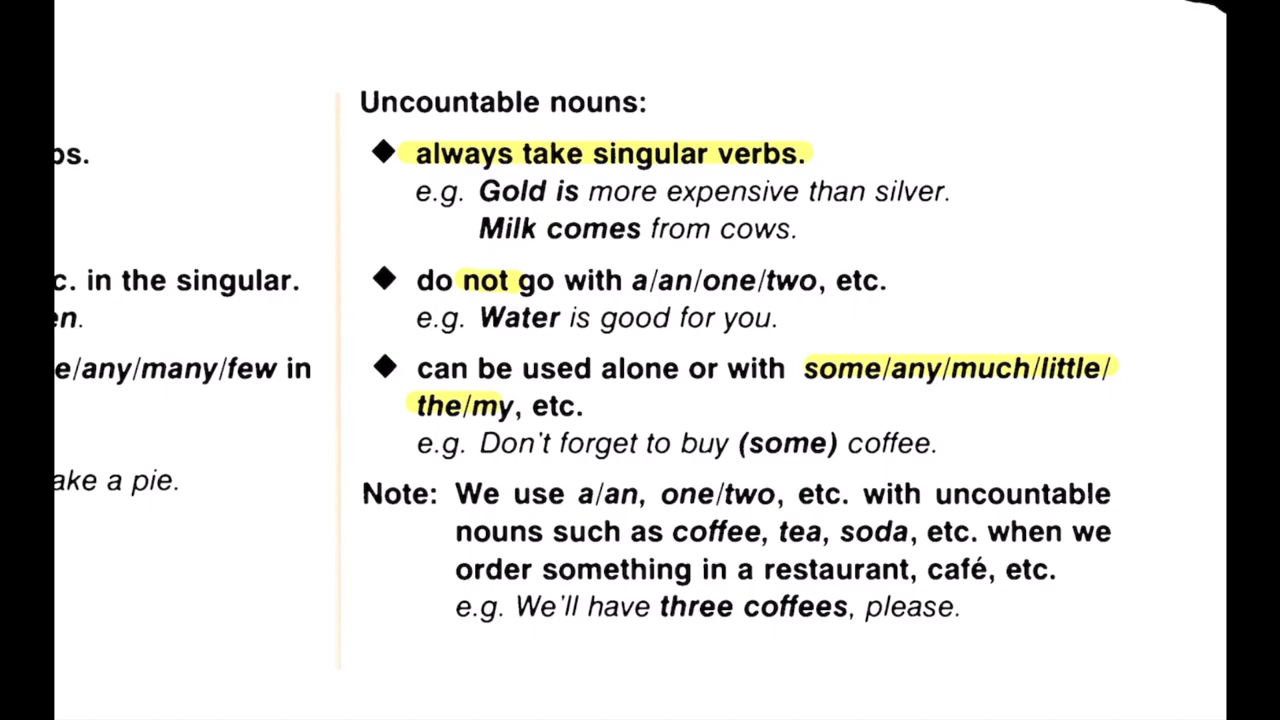 bs.
c. in the singular.
en.
e/any/many/few in
ake a pie.
Uncountable nouns:
◆ always take singular verbs.
e.g. Gold is more expensive than silver.
Milk comes from cows.
◆ do not go with a/an/one/two, etc.
e.g. Water is good for you.
◆ can be used alone or with some/any/much/little/
the/my, etc.
e.g. Don't forget to buy (some) coffee.
Note: We use a/an, one/two, etc. with uncountable
nouns such as coffee, tea, soda, etc. when we
order something in a restaurant, café, etc.
e.g. We'll have three coffees, please.